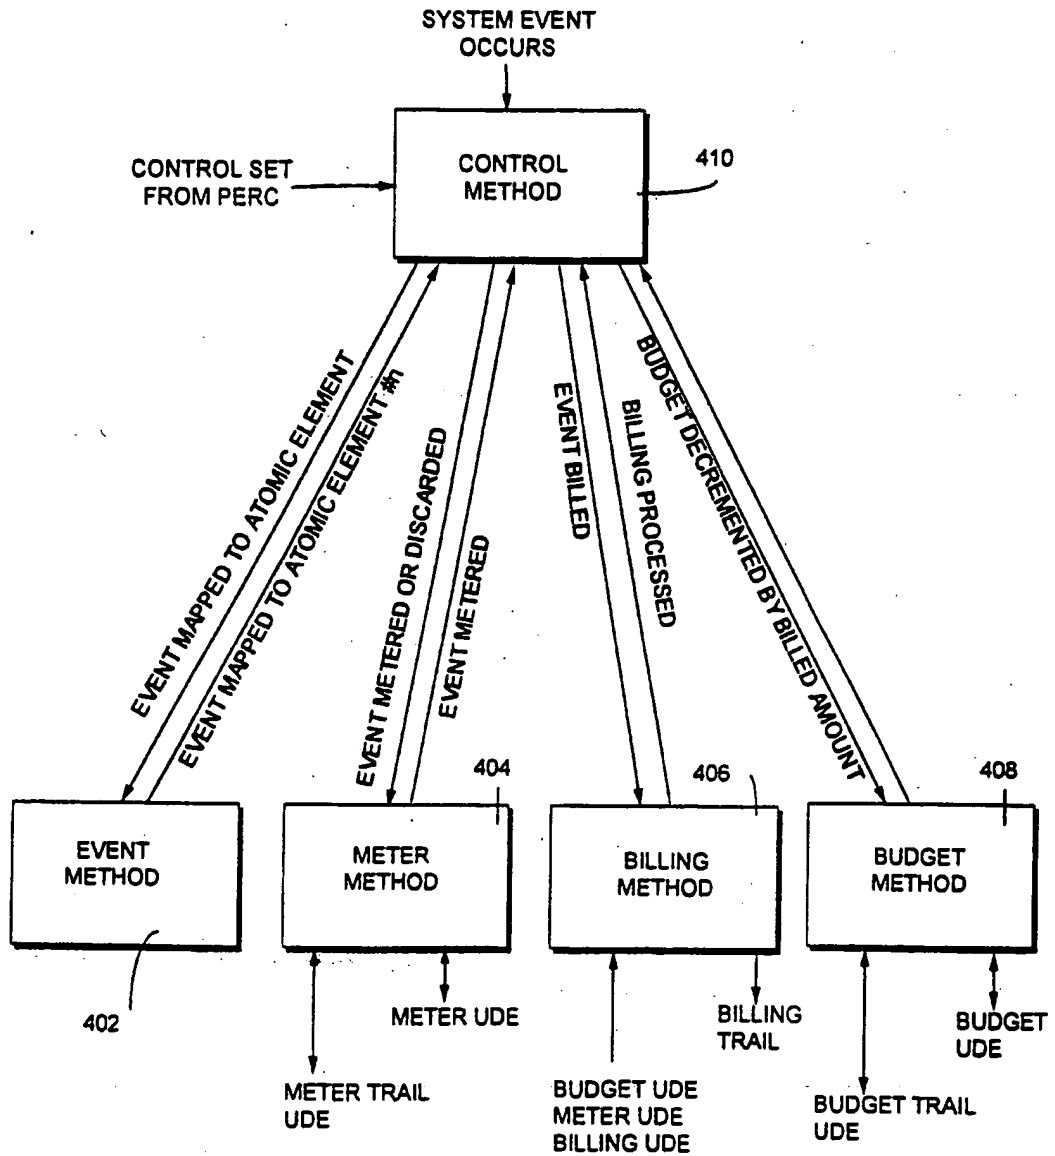 SYSTEM EVENT
OCCURS
CONTROL SET
FROM PERC
CONTROL
METHOD
410
EVENT MAPPED TO ATOMIC ELEMENT
EVENT MAPPED TO ATOMIC ELEMENT #n
EVENT METERED OR DISCARDED
EVENT METERED
EVENT BILLED
BILLING PROCESSED
BUDGET DECREMENTED BY BILLED AMOUNT
404
406
408
EVENT
METHOD
METER
METHOD
BILLING
METHOD
BUDGET
METHOD
402
METER UDE
BILLING
TRAIL
BUDGET
UDE
METER TRAIL
UDE
BUDGET UDE
METER UDE
BILLING UDE
BUDGET TRAIL
UDE